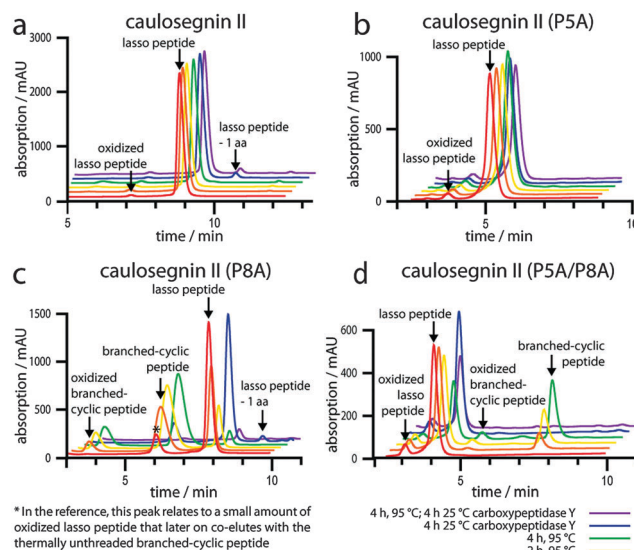 a
caulosegnin II
3000
2000
1000
0
absorption / mAU
lasso peptide
oxidized
lasso peptide
lasso peptide
- 1 aa
5
10
time / min
b
caulosegnin II (P5A)
1000
500
0
absorption / mAU
lasso peptide
oxidized
lasso peptide
5
10
time / min
c
caulosegnin II (P8A)
1500
1000
500
0
absorption / mAU
lasso peptide
branched-cyclic
peptide
oxidized
branched-
cyclic peptide
*
lasso peptide
- 1 aa
5
10
time / min
d
caulosegnin II (P5A/P8A)
600
400
200
0
absorption / mAU
lasso peptide
branched-cyclic
peptide
oxidized
branched-
cyclic peptide
oxidized
lasso
peptide
5
10
time / min
* In the reference, this peak relates to a small amount of
oxidized lasso peptide that later on co-elutes with the
thermally unthreaded branched-cyclic peptide
4 h, 95 °C; 4 h 25 °C carboxypeptidase Y
4 h 25 °C carboxypeptidase Y
4 h, 95 °C